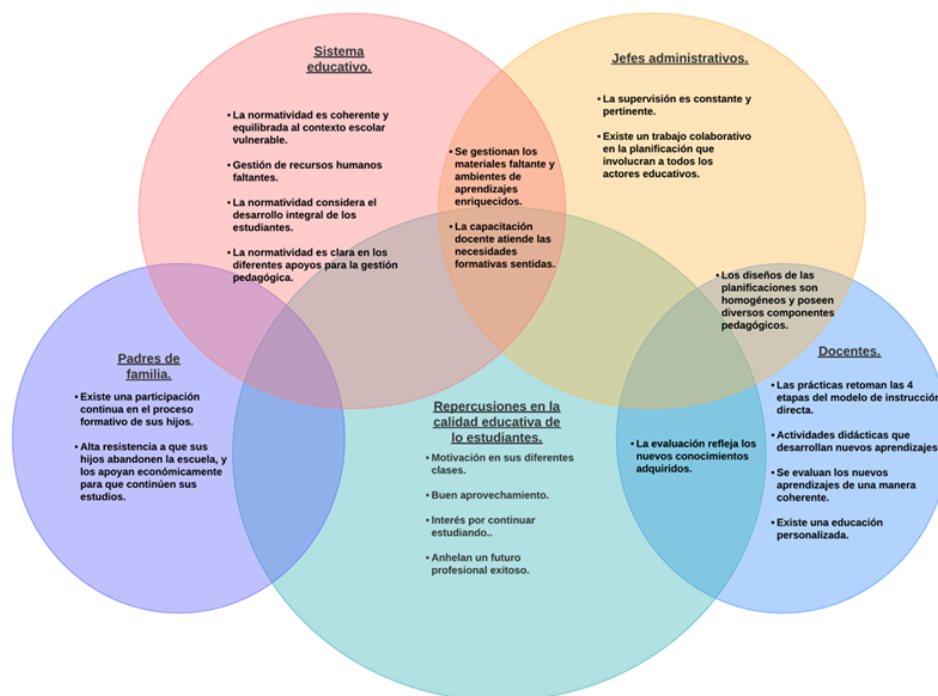 Sistema
educativo.
• La normatividad es coherente y
equilibrada al contexto escolar
vulnerable.
• Gestión de recursos humanos
faltantes.
• La normatividad considera el
desarrollo integral de los
estudiantes.
• La normatividad es clara en los
diferentes apoyos para la gestión
pedagógica.
• Se gestionan los
materiales faltante y
ambientes de
aprendizajes
enriquecidos.
• La capacitación
docente atiende las
necesidades
formativas sentidas.
Jefes administrativos.
• La supervisión es constante y
pertinente.
• Existe un trabajo colaborativo
en la planificación que
involucran a todos los
actores educativos.
• Los diseños de las
planificaciones son
homogéneos y poseen
diversos componentes
pedagógicos.
Padres de
familia.
• Existe una participación
continua en el proceso
formativo de sus hijos.
• Alta resistencia a que sus
hijos abandonen la escuela, y
los apoyan económicamente
para que continúen sus
estudios.
Repercusiones en la
calidad educativa de
lo estudiantes.
• Motivación en sus diferentes
clases.
• Buen aprovechamiento.
• Interés por continuar
estudiando..
• Anhelan un futuro
profesional exitoso.
• La evaluación refleja los
nuevos conocimientos
adquiridos.
Docentes.
• Las prácticas retoman las 4
etapas del modelo de instrucción
directa.
• Actividades didácticas que
desarrollan nuevos aprendizajes
• Se evaluan los nuevos
aprendizajes de una manera
coherente.
• Existe una educación
personalizada.